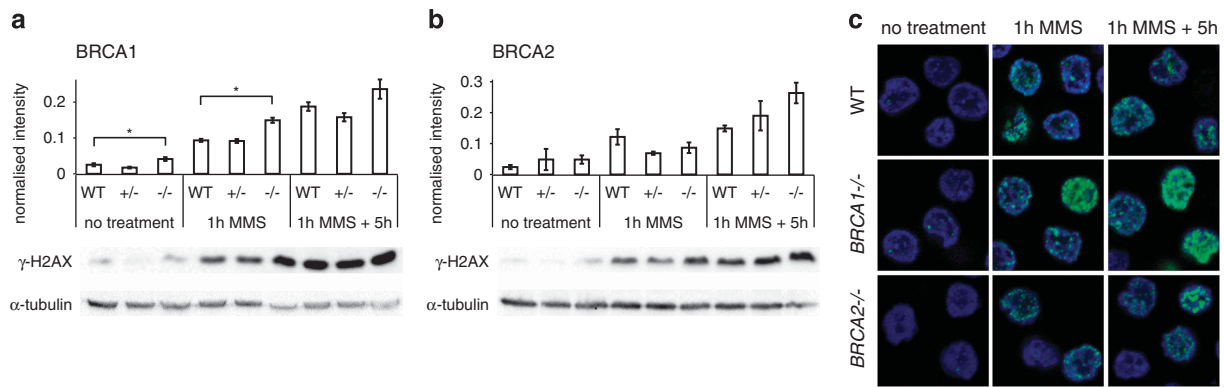 a
BRCA1
normalised intensity
0.2
0.1
0
*
*
WT +/- -/- WT +/- -/- WT +/- -/-
no treatment 1h MMS 1h MMS + 5h
γ-H2AX
α-tubulin
b
BRCA2
normalised intensity
0.3
0.2
0.1
0
WT +/- -/- WT +/- -/- WT +/- -/-
no treatment 1h MMS 1h MMS + 5h
γ-H2AX
α-tubulin
c
no treatment 1h MMS 1h MMS + 5h
WT
BRCA1-/-
BRCA2-/-